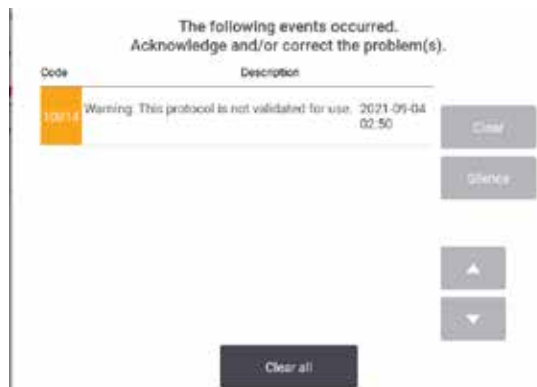 The following events occurred.
Acknowledge and/or correct the problem(s).
Code Description
Warning: This protocol is not validated for use. 2021-09-04
02:50
Clear
Silence
Clear all